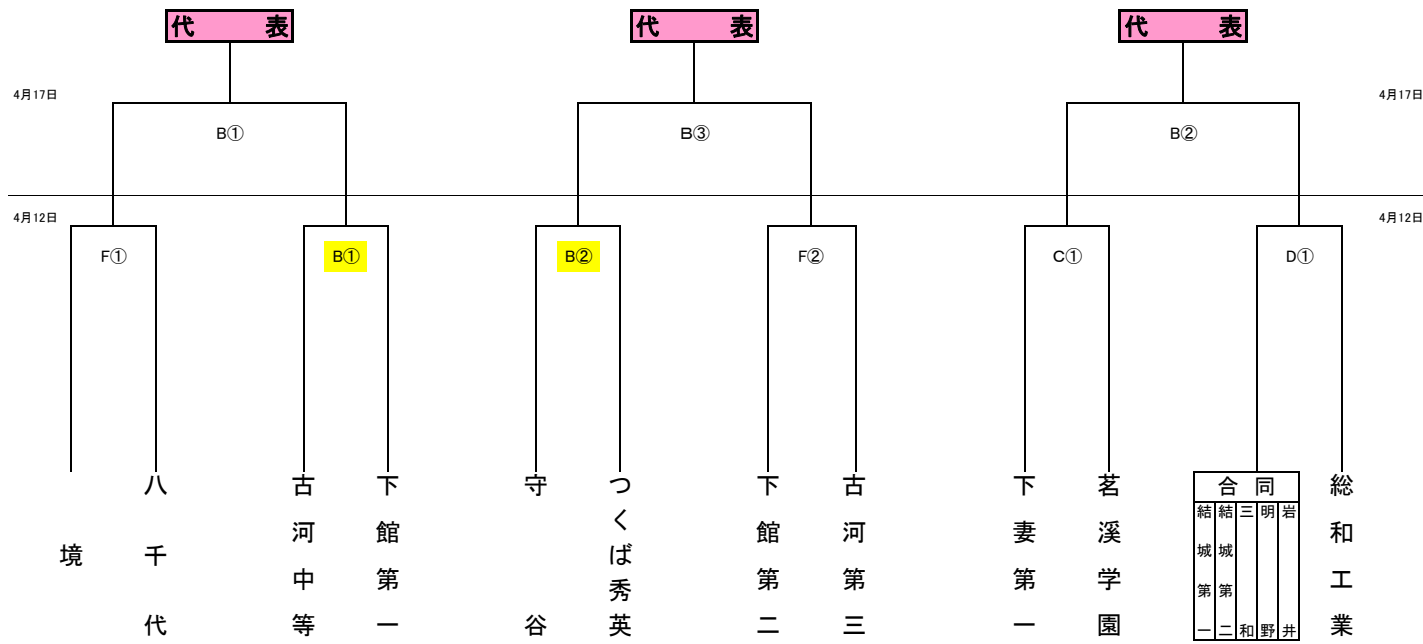 代表
代表
代表
4月17日
4月17日
B①
B③
B②
4月12日
4月12日
F①
B①
B②
F②
C①
D①
境
八千代
古河中等
下館第一
守谷
つくば秀英
下館第二
古河第三
下妻第一
茗溪学園
合同
結城第一
結城第二
三和
明野
岩井
総和工業